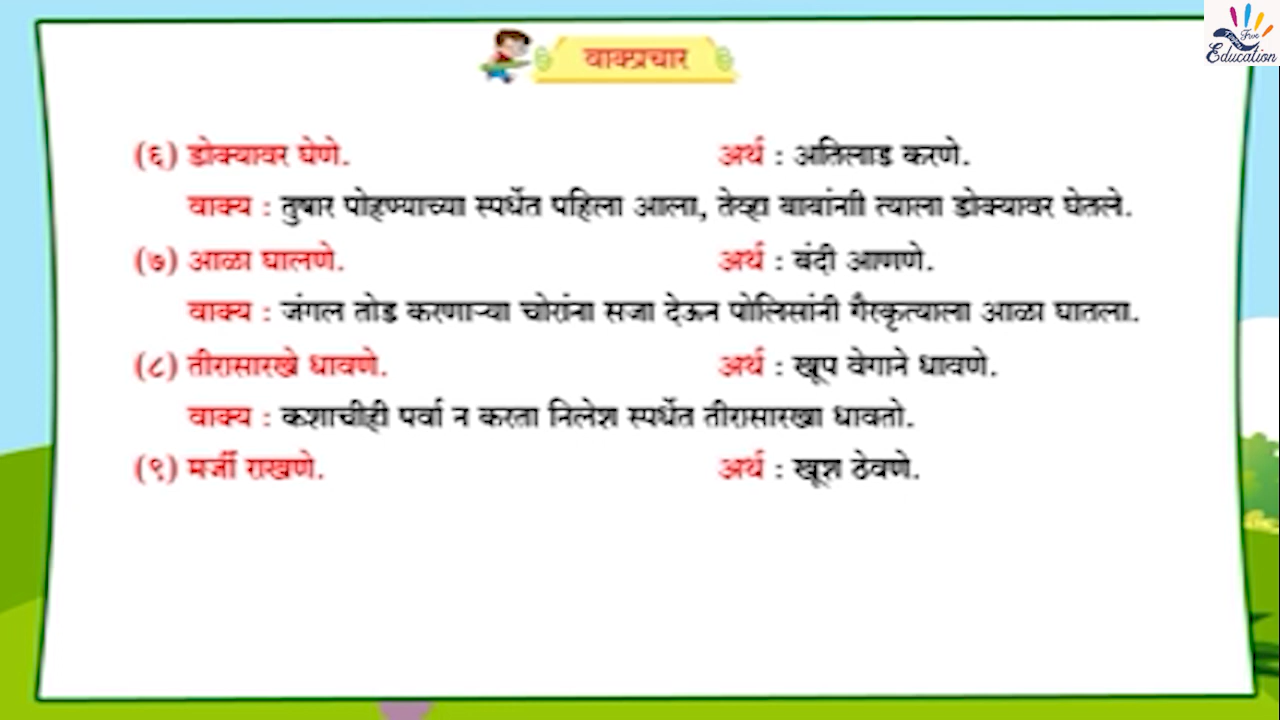 Five
Education
वाक्प्रचार
(६) डोक्यावर घेणे. अर्थ : अतिलाड करणे.
वाक्य : तुषार पोहण्याच्या स्पर्धेत पहिला आला, तेव्हा बाबांनी त्याला डोक्यावर घेतले.
(७) आळा घालणे. अर्थ : बंदी आणणे.
वाक्य : जंगल तोड करणाऱ्या चोरांना सजा देऊन पोलिसांनी गैरकृत्याला आळा घातला.
(८) तीरासारखे धावणे. अर्थ : खूप वेगाने धावणे.
वाक्य : कशाचीही पर्वा न करता निलेश स्पर्धेत तीरासारखा धावतो.
(९) मर्जी राखणे. अर्थ : खूश ठेवणे.